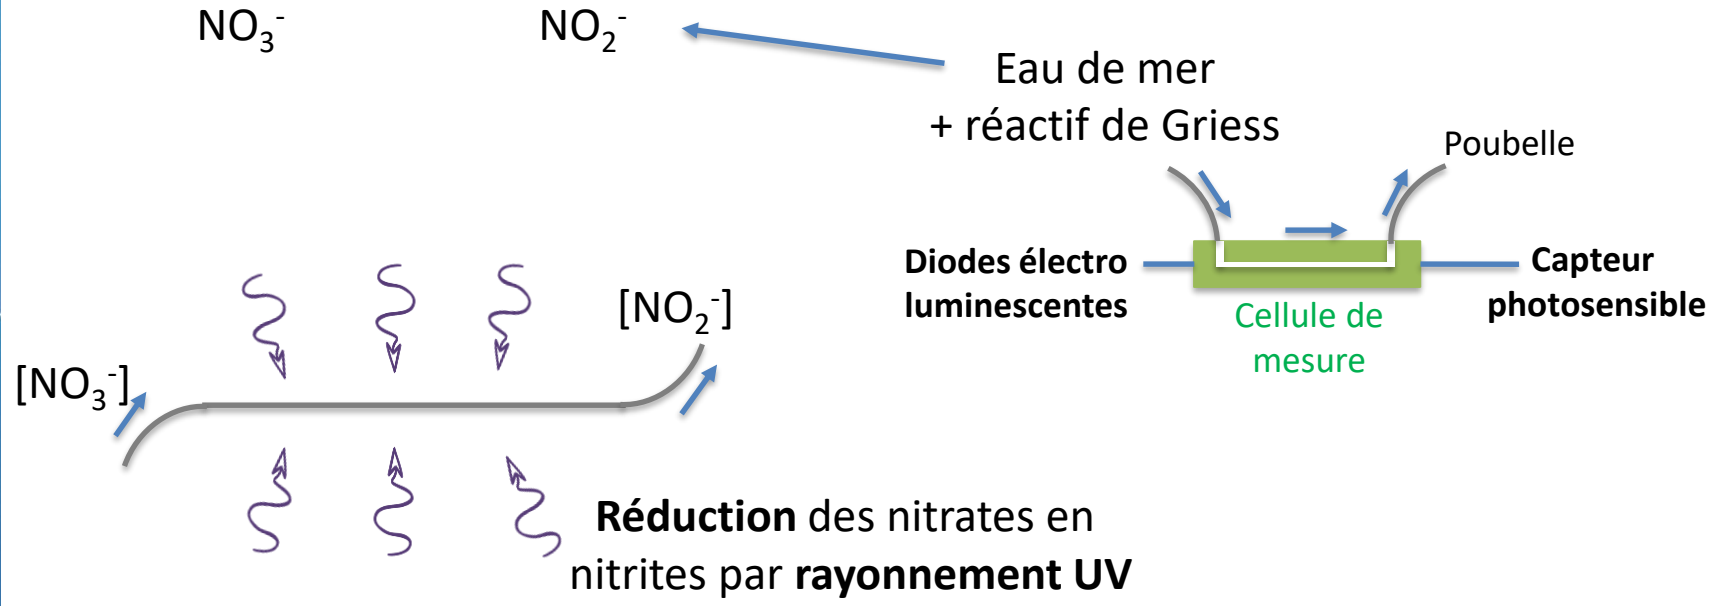 NO₃⁻
NO₂⁻
Eau de mer
+ réactif de Griess
Poubelle
Diodes électro
luminescentes
Capteur
photosensible
Cellule de
mesure
[NO₃⁻]
[NO₂⁻]
Réduction des nitrates en
nitrites par rayonnement UV